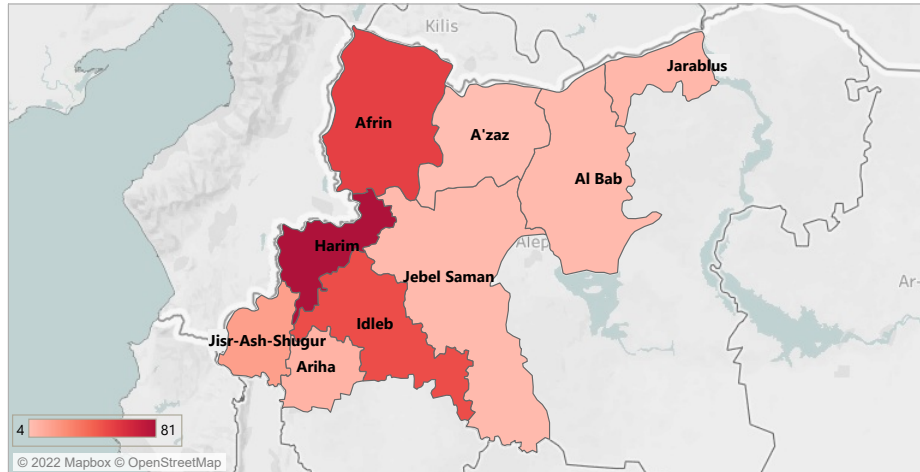 Kilis
Jarablus
Afrin
A'zaz
Al Bab
Harim
Alep
Jebel Saman
Ar-
Idleb
Jisr-Ash-Shugur
Ariha
4
81
© 2022 Mapbox © OpenStreetMap